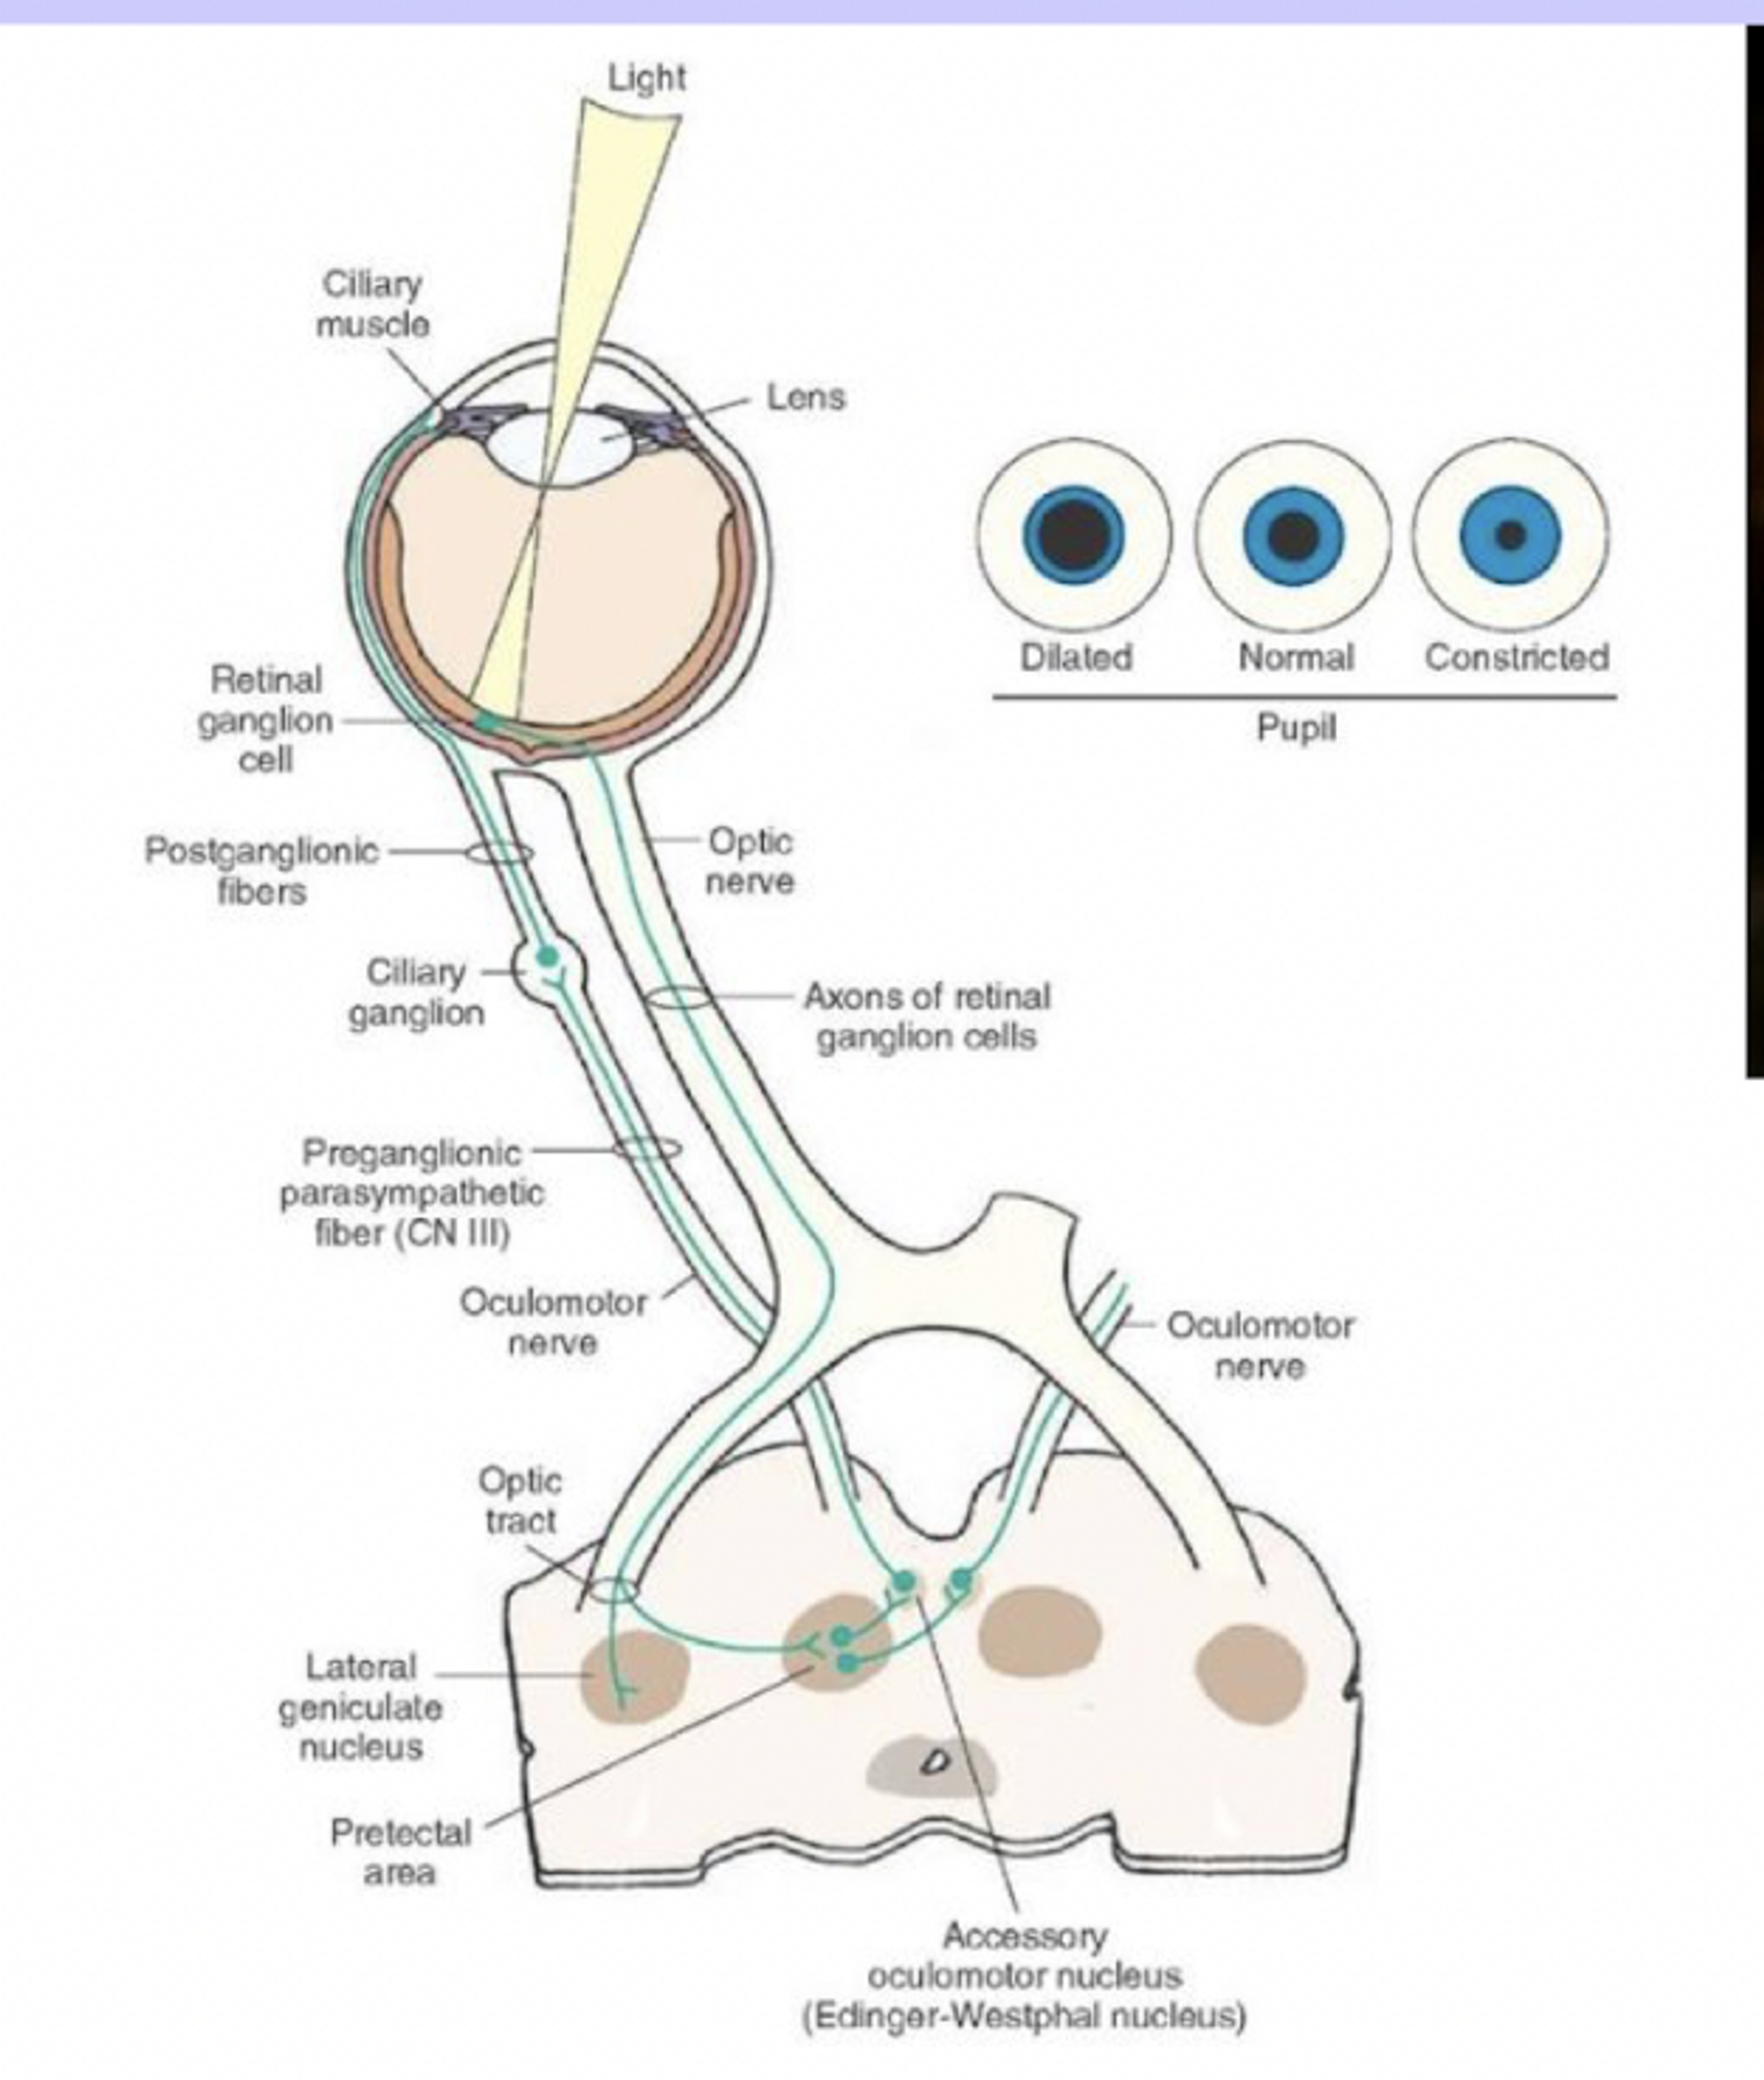 Light
Ciliary
muscle
Lens
Dilated
Normal
Constricted
Pupil
Retinal
ganglion
cell
Postganglionic
fibers
Optic
nerve
Ciliary
ganglion
Axons of retinal
ganglion cells
Preganglionic
parasympathetic
fiber (CN III)
Oculomotor
nerve
Oculomotor
nerve
Optic
tract
Lateral
geniculate
nucleus
Pretectal
area
Accessory
oculomotor nucleus
(Edinger-Westphal nucleus)